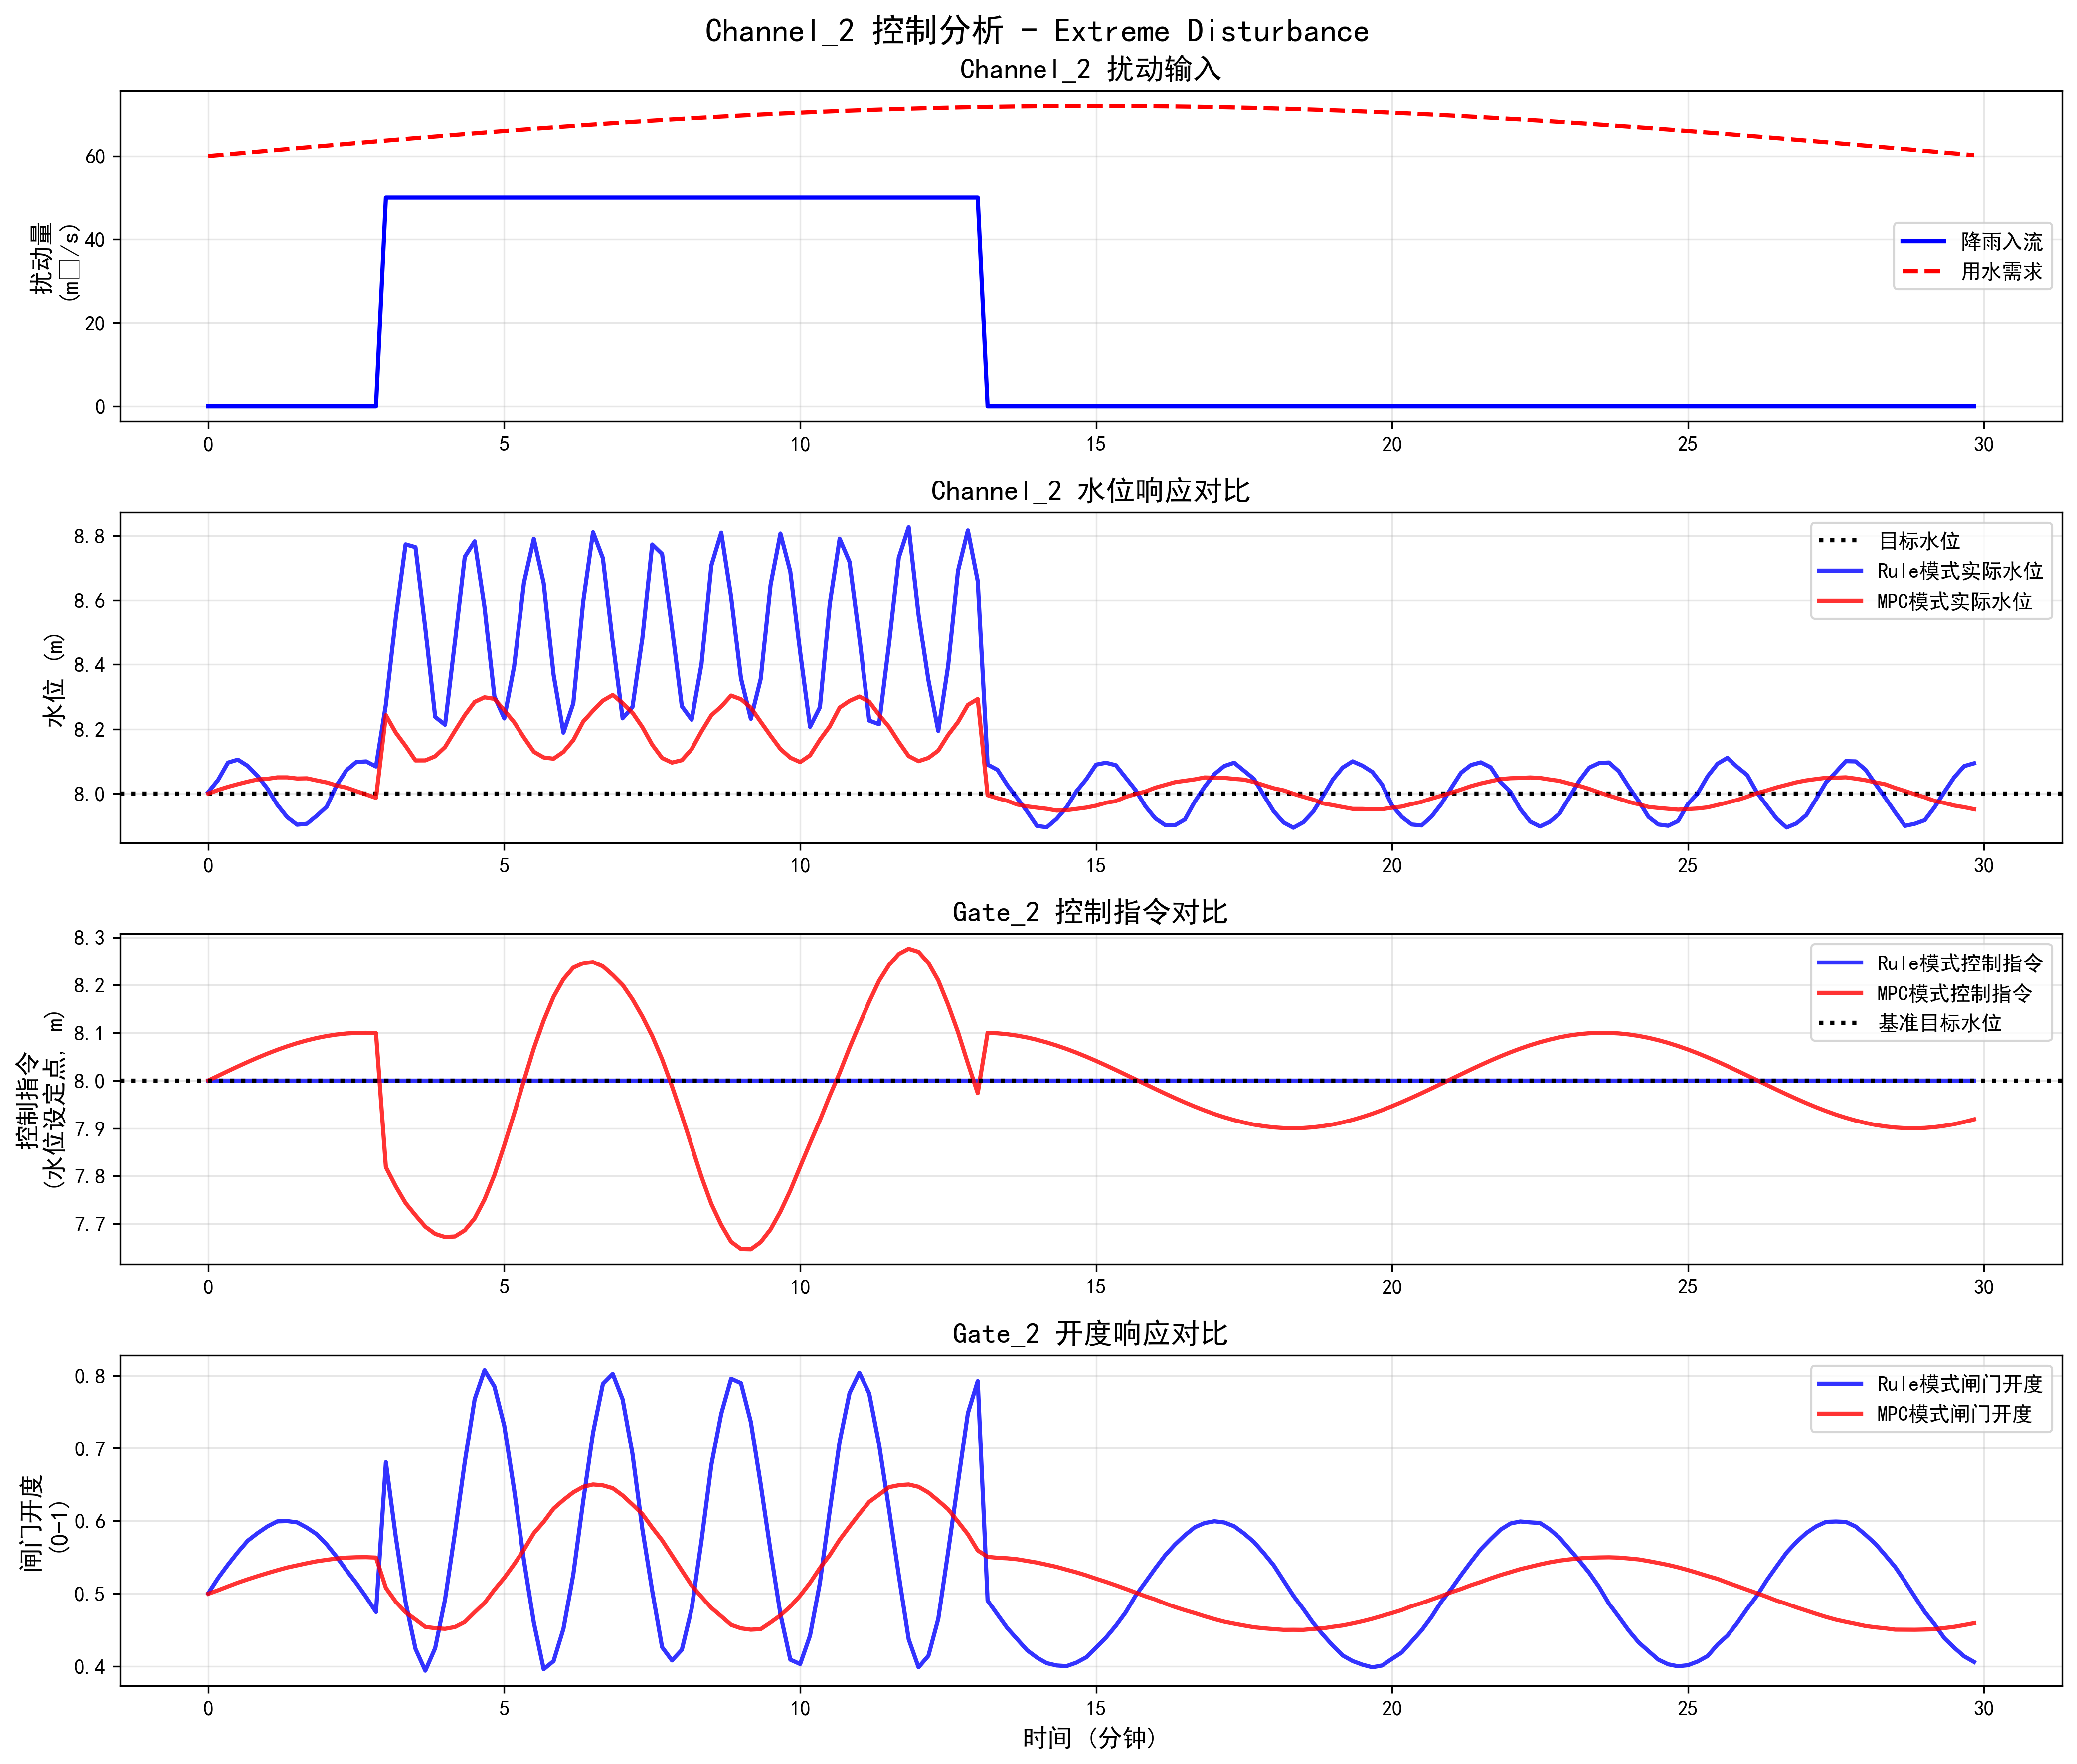 Channel_2 控制分析 - Extreme Disturbance
Channel_2 扰动输入
扰动量
(m□/s)
60
40
20
0
降雨入流
用水需求
0 5 10 15 20 25 30
Channel_2 水位响应对比
水位 (m)
8.8
8.6
8.4
8.2
8.0
目标水位
Rule模式实际水位
MPC模式实际水位
0 5 10 15 20 25 30
Gate_2 控制指令对比
控制指令
(水位设定点, m)
8.3
8.2
8.1
8.0
7.9
7.8
7.7
Rule模式控制指令
MPC模式控制指令
基准目标水位
0 5 10 15 20 25 30
Gate_2 开度响应对比
闸门开度
(0-1)
0.8
0.7
0.6
0.5
0.4
Rule模式闸门开度
MPC模式闸门开度
0 5 10 15 20 25 30
时间 (分钟)